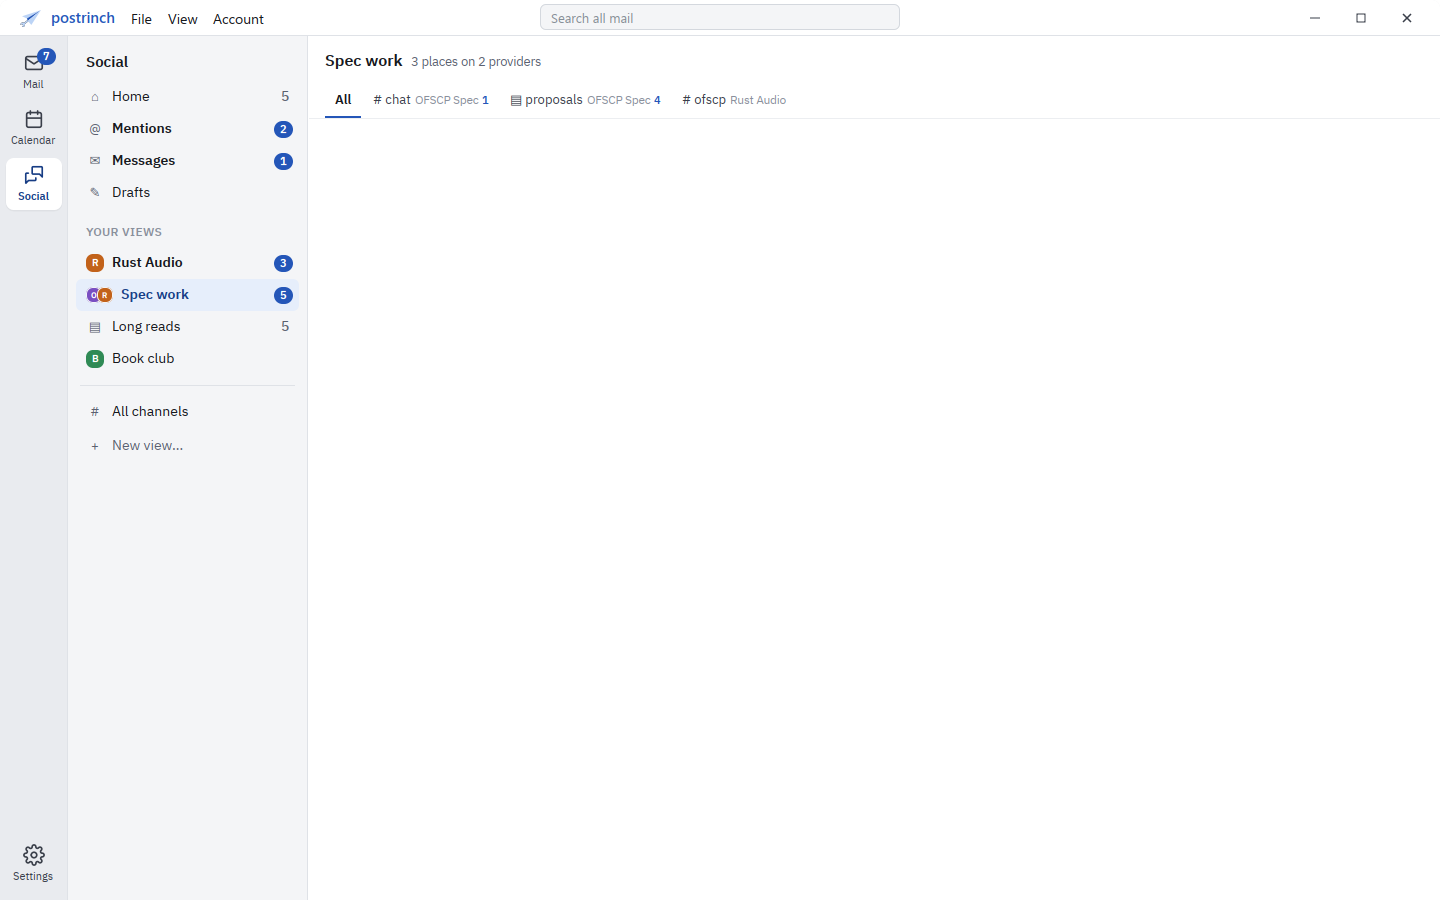 postrinch File View Account
Search all mail
7
Mail
Calendar
Social
Settings
Social
Home 5
@ Mentions 2
Messages 1
Drafts
YOUR VIEWS
R Rust Audio 3
O R Spec work 5
Long reads 5
B Book club
# All channels
+ New view...
Spec work 3 places on 2 providers
All # chat OFSCP Spec 1 proposals OFSCP Spec 4 # ofscp Rust Audio